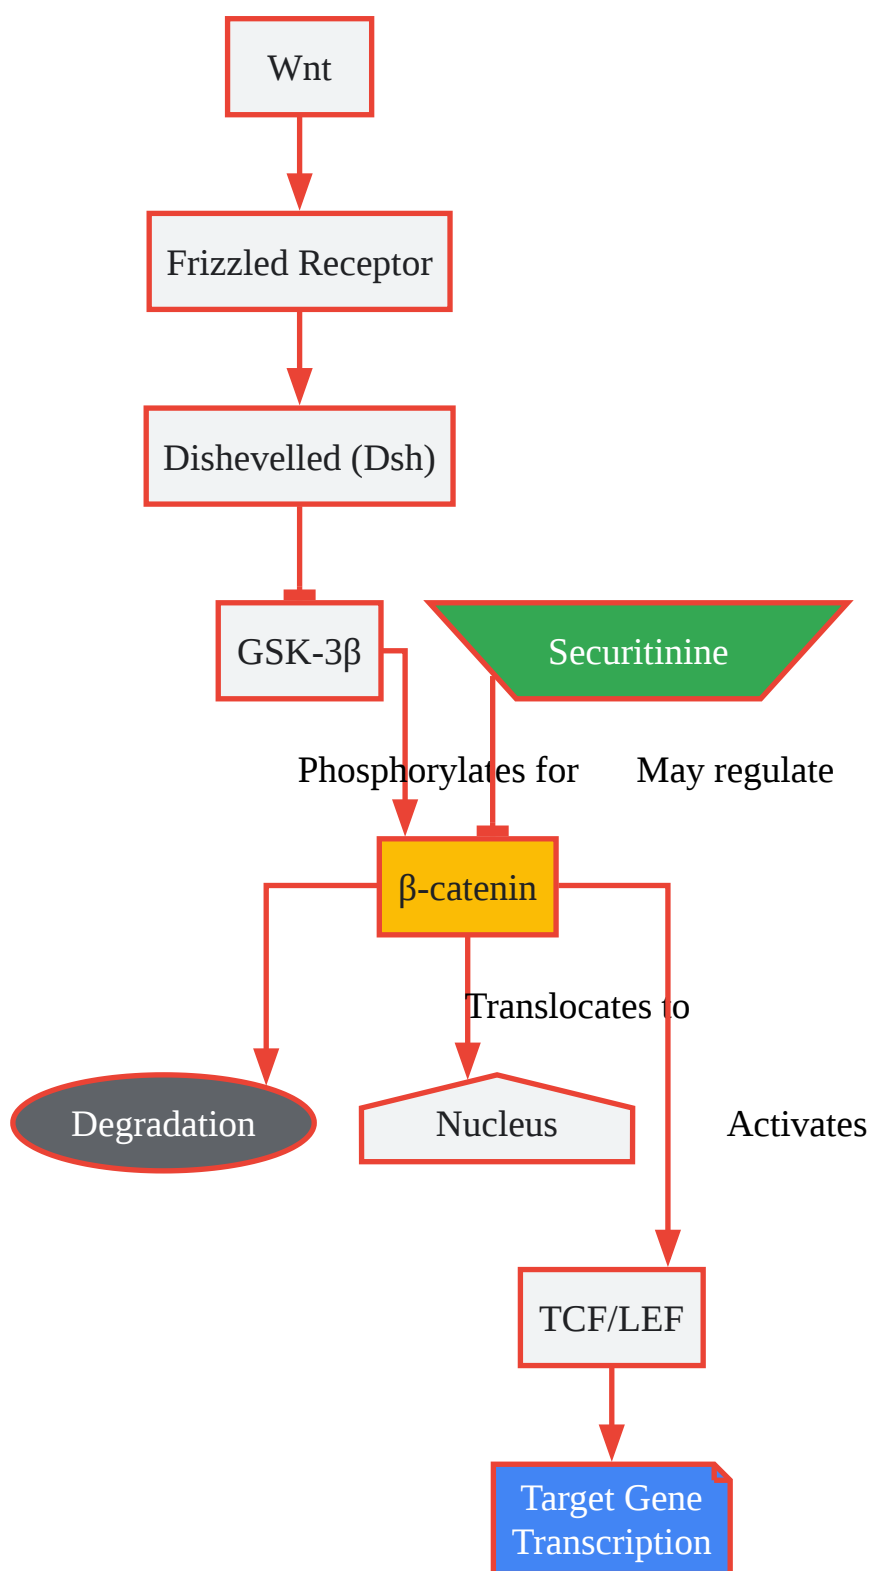 Wnt
Frizzled Receptor
Dishevelled (Dsh)
GSK-3β
Securitinine
Phosphorylates for
May regulate
β-catenin
Translocates to
Degradation
Nucleus
Activates
TCF/LEF
Target Gene
Transcription